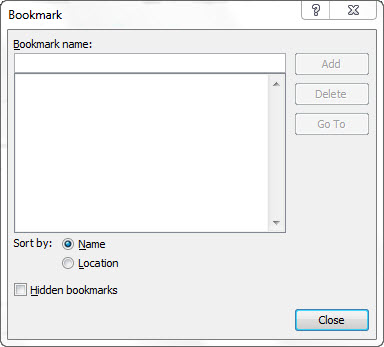 Bookmark
Bookmark name:
Add
Delete
Go To
Sort by: Name
Location
Hidden bookmarks
Close